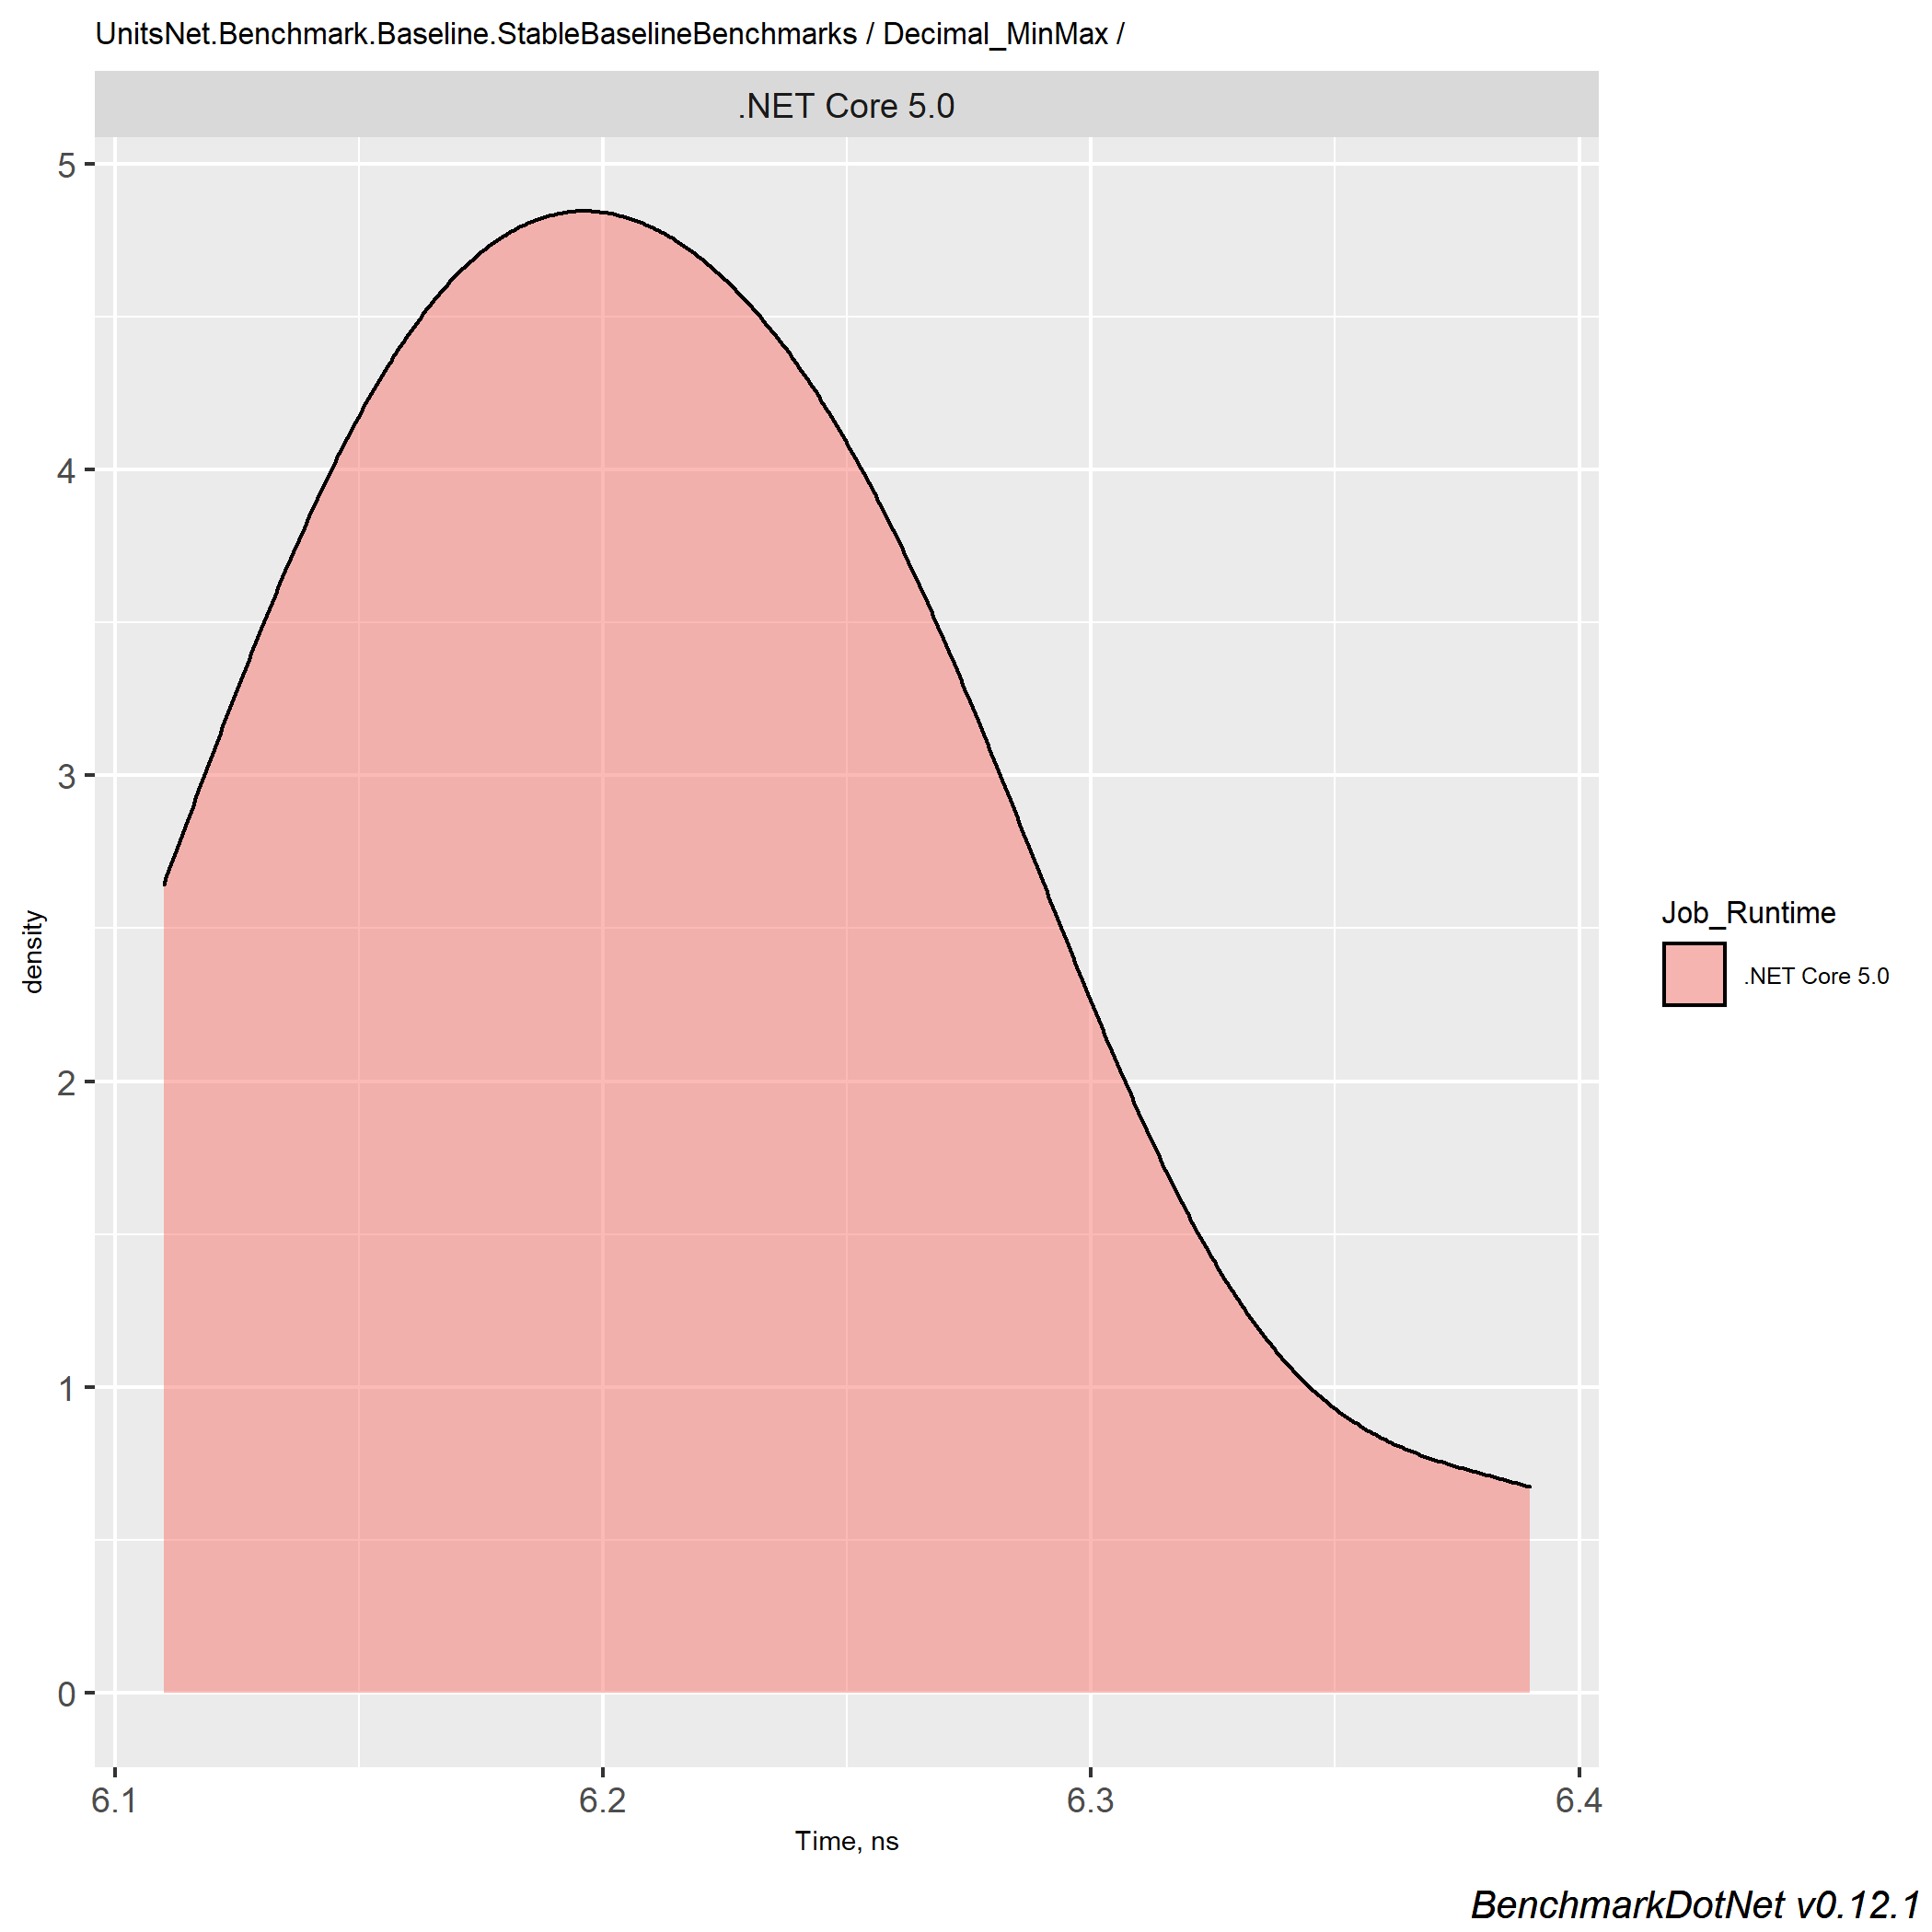 UnitsNet.Benchmark.Baseline.StableBaselineBenchmarks / Decimal_MinMax /
.NET Core 5.0
5
4
3
2
1
0
density
6.1 6.2 6.3 6.4
Time, ns
Job_Runtime
.NET Core 5.0
BenchmarkDotNet v0.12.1